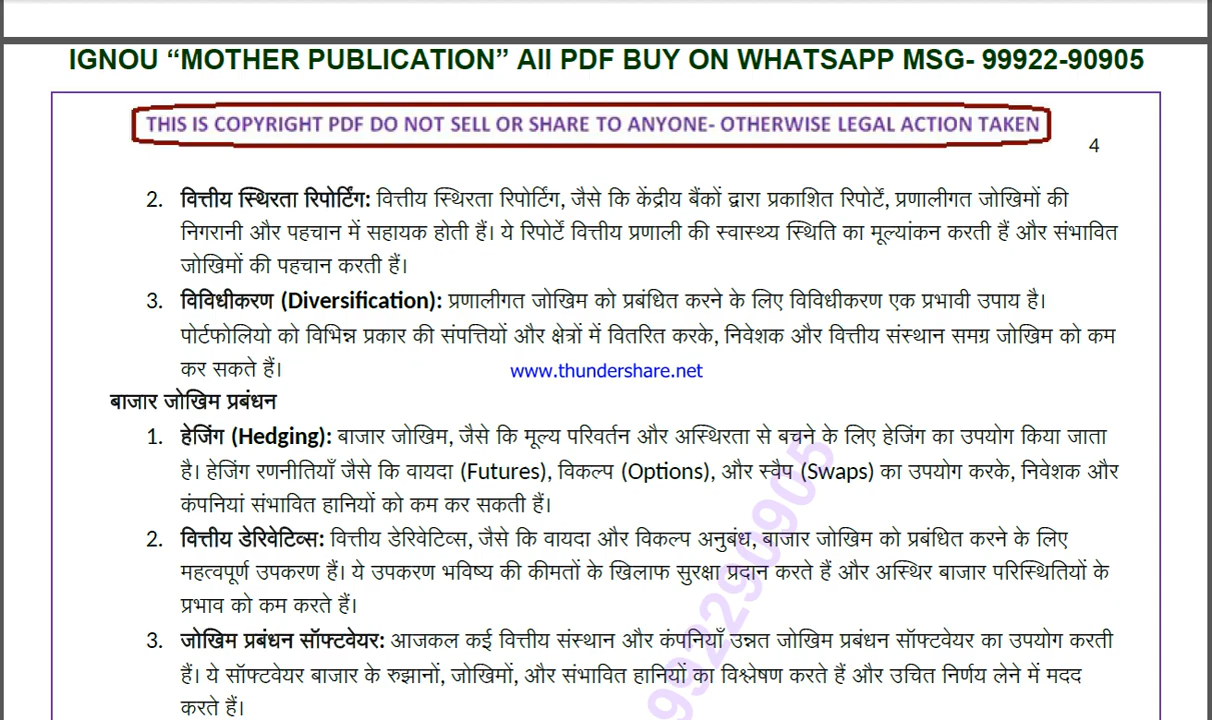 IGNOU “MOTHER PUBLICATION” All PDF BUY ON WHATSAPP MSG- 99922-90905
THIS IS COPYRIGHT PDF DO NOT SELL OR SHARE TO ANYONE- OTHERWISE LEGAL ACTION TAKEN
4
2. वित्तीय स्थिरता रिपोर्टिंग: वित्तीय स्थिरता रिपोर्टिंग, जैसे कि केंद्रीय बैंकों द्वारा प्रकाशित रिपोर्टें, प्रणालीगत जोखिमों की
निगरानी और पहचान में सहायक होती हैं। ये रिपोर्टें वित्तीय प्रणाली की स्वास्थ्य स्थिति का मूल्यांकन करती हैं और संभावित
जोखिमों की पहचान करती हैं।
3. विविधीकरण (Diversification): प्रणालीगत जोखिम को प्रबंधित करने के लिए विविधीकरण एक प्रभावी उपाय है।
पोर्टफोलियो को विभिन्न प्रकार की संपत्तियों और क्षेत्रों में वितरित करके, निवेशक और वित्तीय संस्थान समग्र जोखिम को कम
कर सकते हैं।
www.thundershare.net
बाजार जोखिम प्रबंधन
1. हेजिंग (Hedging): बाजार जोखिम, जैसे कि मूल्य परिवर्तन और अस्थिरता से बचने के लिए हेजिंग का उपयोग किया जाता
है। हेजिंग रणनीतियाँ जैसे कि वायदा (Futures), विकल्प (Options), और स्वैप (Swaps) का उपयोग करके, निवेशक और
कंपनियां संभावित हानियों को कम कर सकती हैं।
2. वित्तीय डेरिवेटिव्स: वित्तीय डेरिवेटिव्स, जैसे कि वायदा और विकल्प अनुबंध, बाजार जोखिम को प्रबंधित करने के लिए
महत्वपूर्ण उपकरण हैं। ये उपकरण भविष्य की कीमतों के खिलाफ सुरक्षा प्रदान करते हैं और अस्थिर बाजार परिस्थितियों के
प्रभाव को कम करते हैं।
3. जोखिम प्रबंधन सॉफ्टवेयर: आजकल कई वित्तीय संस्थान और कंपनियाँ उन्नत जोखिम प्रबंधन सॉफ्टवेयर का उपयोग करती
हैं। ये सॉफ्टवेयर बाजार के रुझानों, जोखिमों, और संभावित हानियों का विश्लेषण करते हैं और उचित निर्णय लेने में मदद
करते हैं।
9992290905